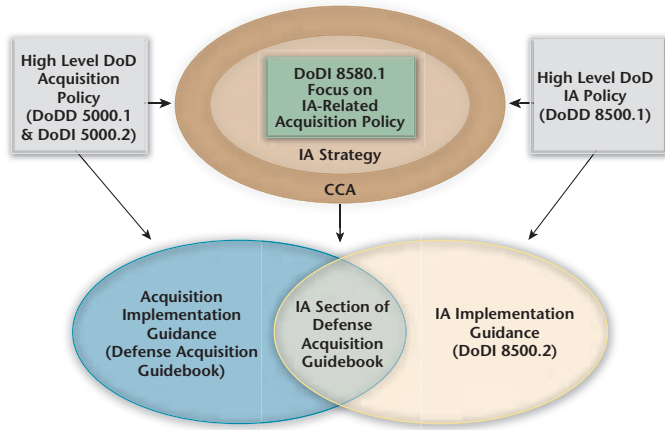 High Level DoD
Acquisition
Policy
(DoDD 5000.1
& DoDI 5000.2)
DoDI 8580.1
Focus on
IA-Related
Acquisition Policy
IA Strategy
CCA
High Level DoD
IA Policy
(DoDD 8500.1)
Acquisition
Implementation
Guidance
(Defense Acquisition
Guidebook)
IA Section of
Defense
Acquisition
Guidebook
IA Implementation
Guidance
(DoDI 8500.2)